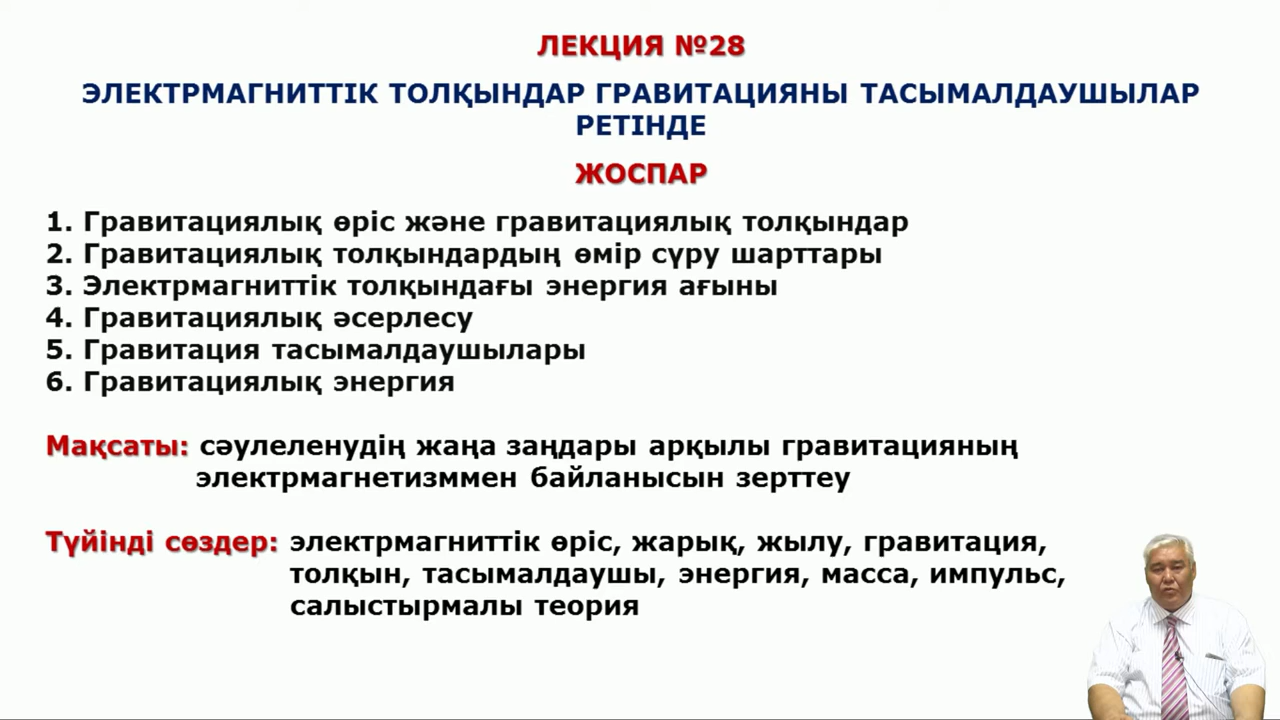 ЛЕКЦИЯ №28
ЭЛЕКТРМАГНИТТІК ТОЛҚЫНДАР ГРАВИТАЦИЯНЫ ТАСЫМАЛДАУШЫЛАР
РЕТІНДЕ
ЖОСПАР
1. Гравитациялық өріс және гравитациялық толқындар
2. Гравитациялық толқындардың өмір сүру шарттары
3. Электрмагниттік толқындағы энергия ағыны
4. Гравитациялық әсерлесу
5. Гравитация тасымалдаушылары
6. Гравитациялық энергия
Мақсаты: сәулеленудің жаңа заңдары арқылы гравитацияның
электрмагнетизммен байланысын зерттеу
Түйінді сөздер: электрмагниттік өріс, жарық, жылу, гравитация,
толқын, тасымалдаушы, энергия, масса, импульс,
салыстырмалы теория